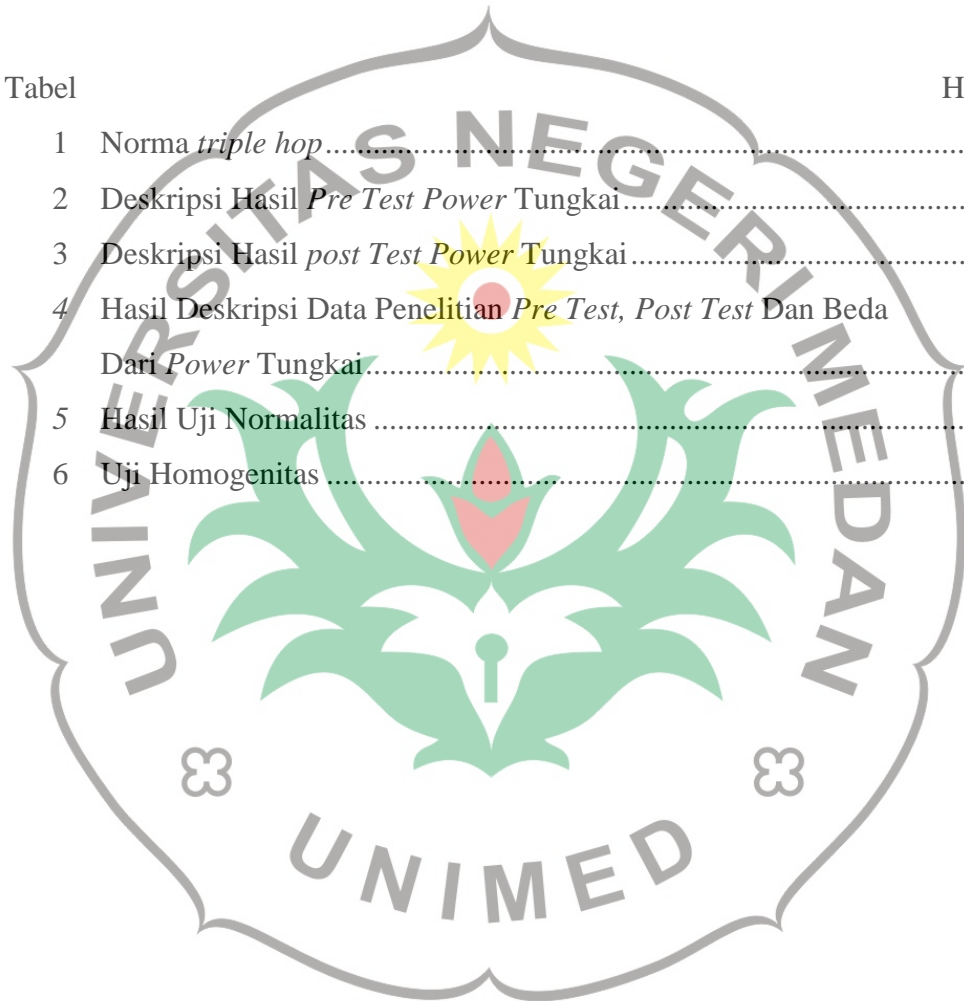 Tabel H
1 Norma triple hop....................................................................................
2 Deskripsi Hasil Pre Test Power Tungkai.............................................
3 Deskripsi Hasil post Test Power Tungkai............................................
4 Hasil Deskripsi Data Penelitian Pre Test, Post Test Dan Beda
Dari Power Tungkai...............................................................................
5 Hasil Uji Normalitas ..............................................................................
6 Uji Homogenitas ....................................................................................
UNIVERSITAS NEGERI MEDAN
UNIMED